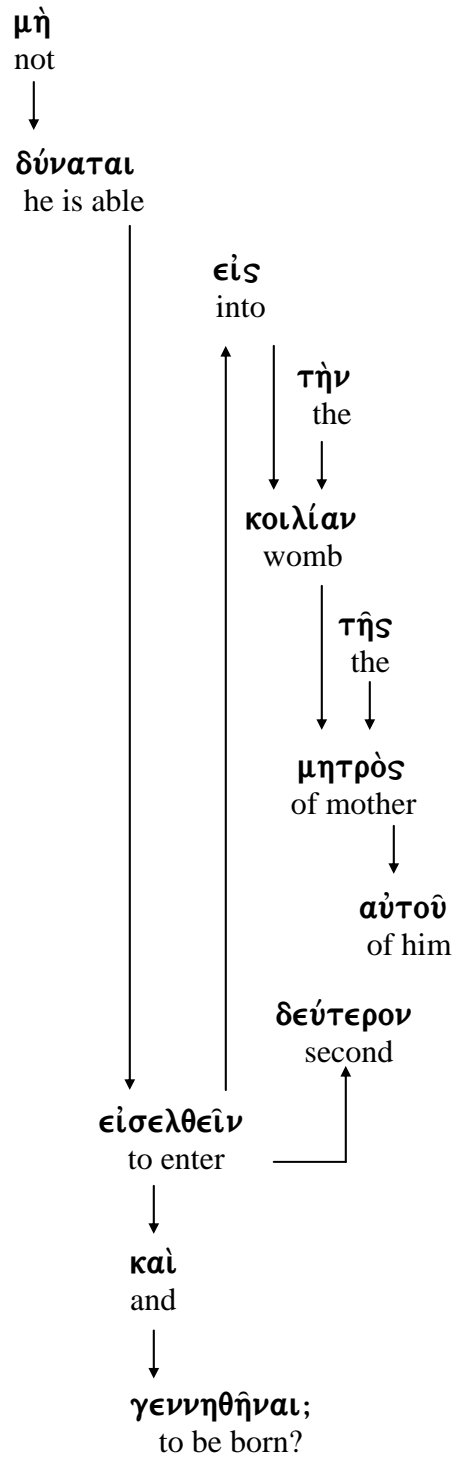 μὴ
not
δύναται
he is able
εἰς
into
τὴν
the
κοιλίαν
womb
τῆς
the
μητρὸς
of mother
αὐτοῦ
of him
δεύτερον
second
εἰσελθεῖν
to enter
καὶ
and
γεννηθῆναι;
to be born?